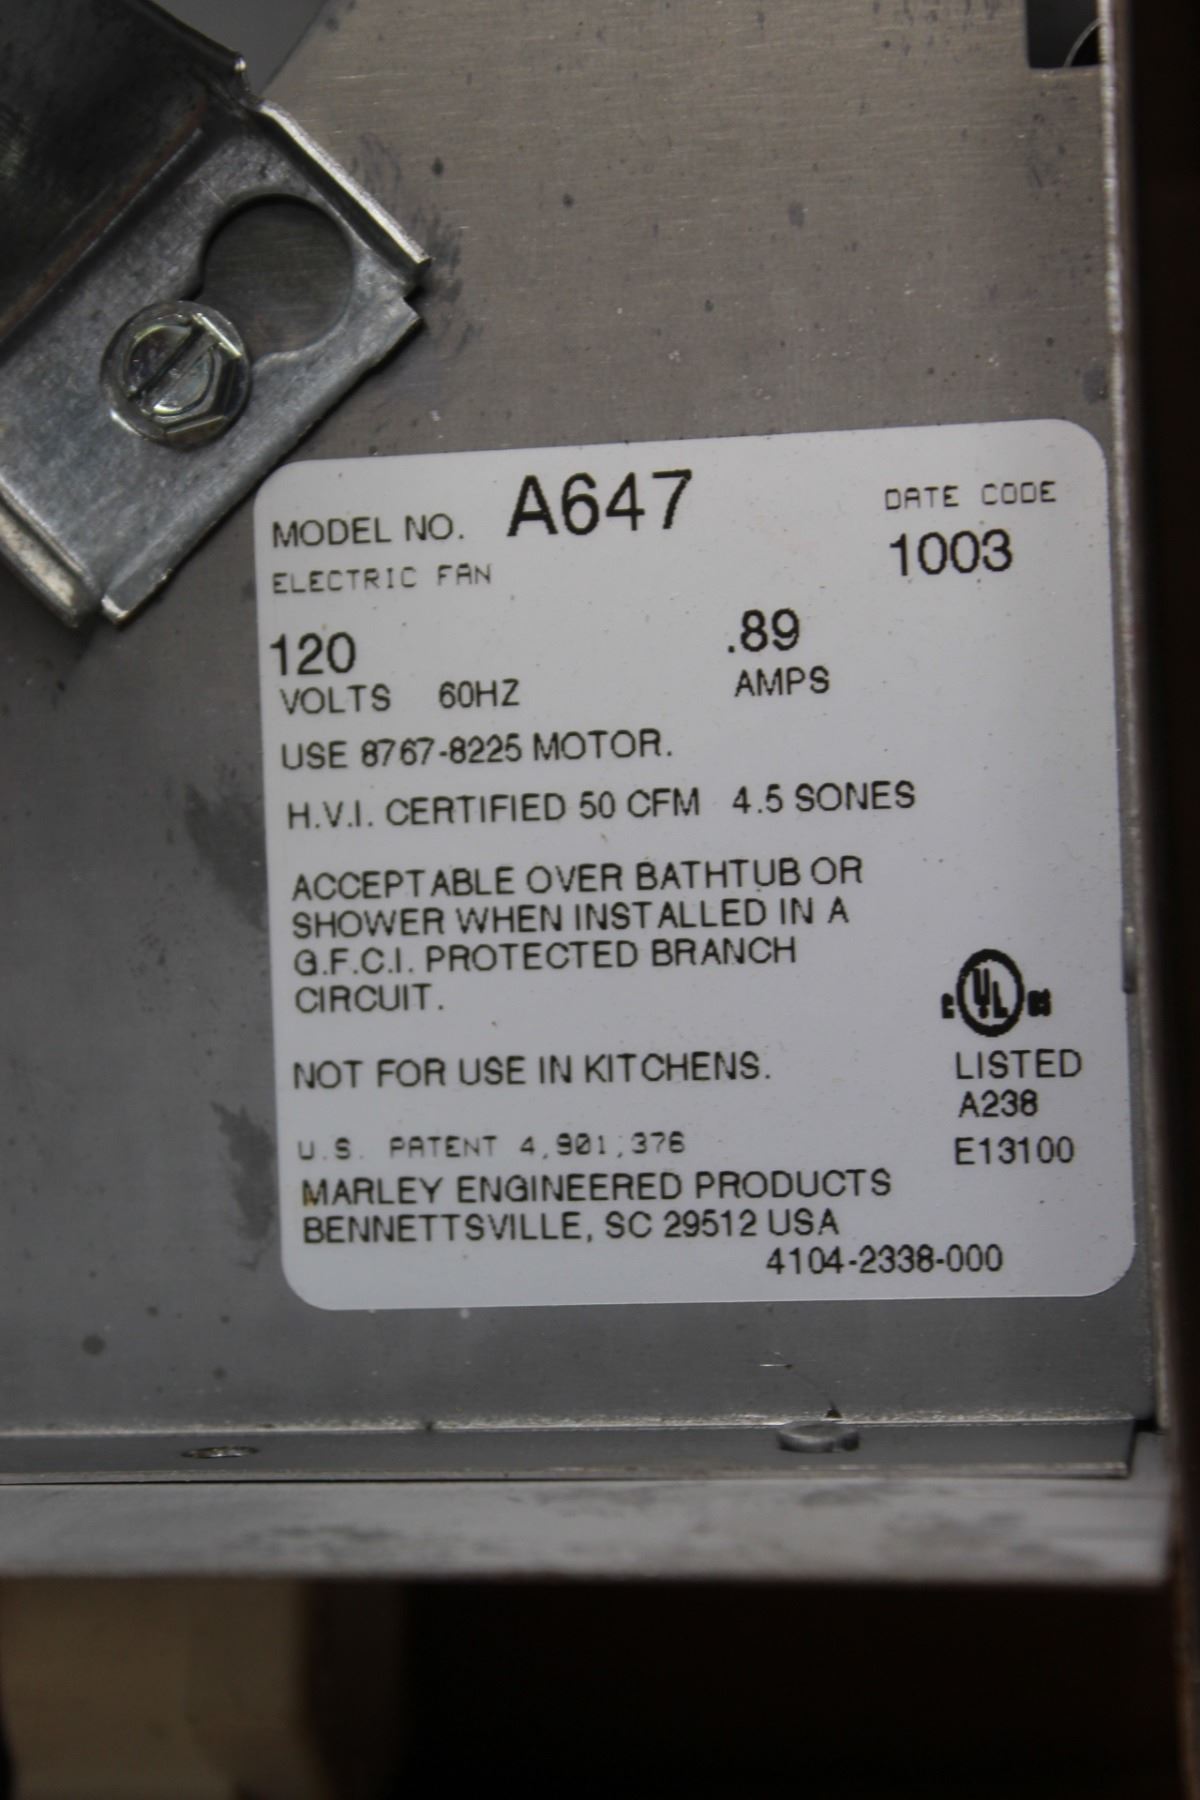 MODEL NO. A647
DATE CODE
1003
ELECTRIC FAN
120
VOLTS 60HZ
.89
AMPS
USE 8767-8225 MOTOR.
H.V.I. CERTIFIED 50 CFM 4.5 SONES
ACCEPTABLE OVER BATHTUB OR
SHOWER WHEN INSTALLED IN A
G.F.C.I. PROTECTED BRANCH
CIRCUIT.
NOT FOR USE IN KITCHENS.
C UL US
LISTED
A238
E13100
U.S. PATENT 4,901,376
MARLEY ENGINEERED PRODUCTS
BENNETTSVILLE, SC 29512 USA
4104-2338-000